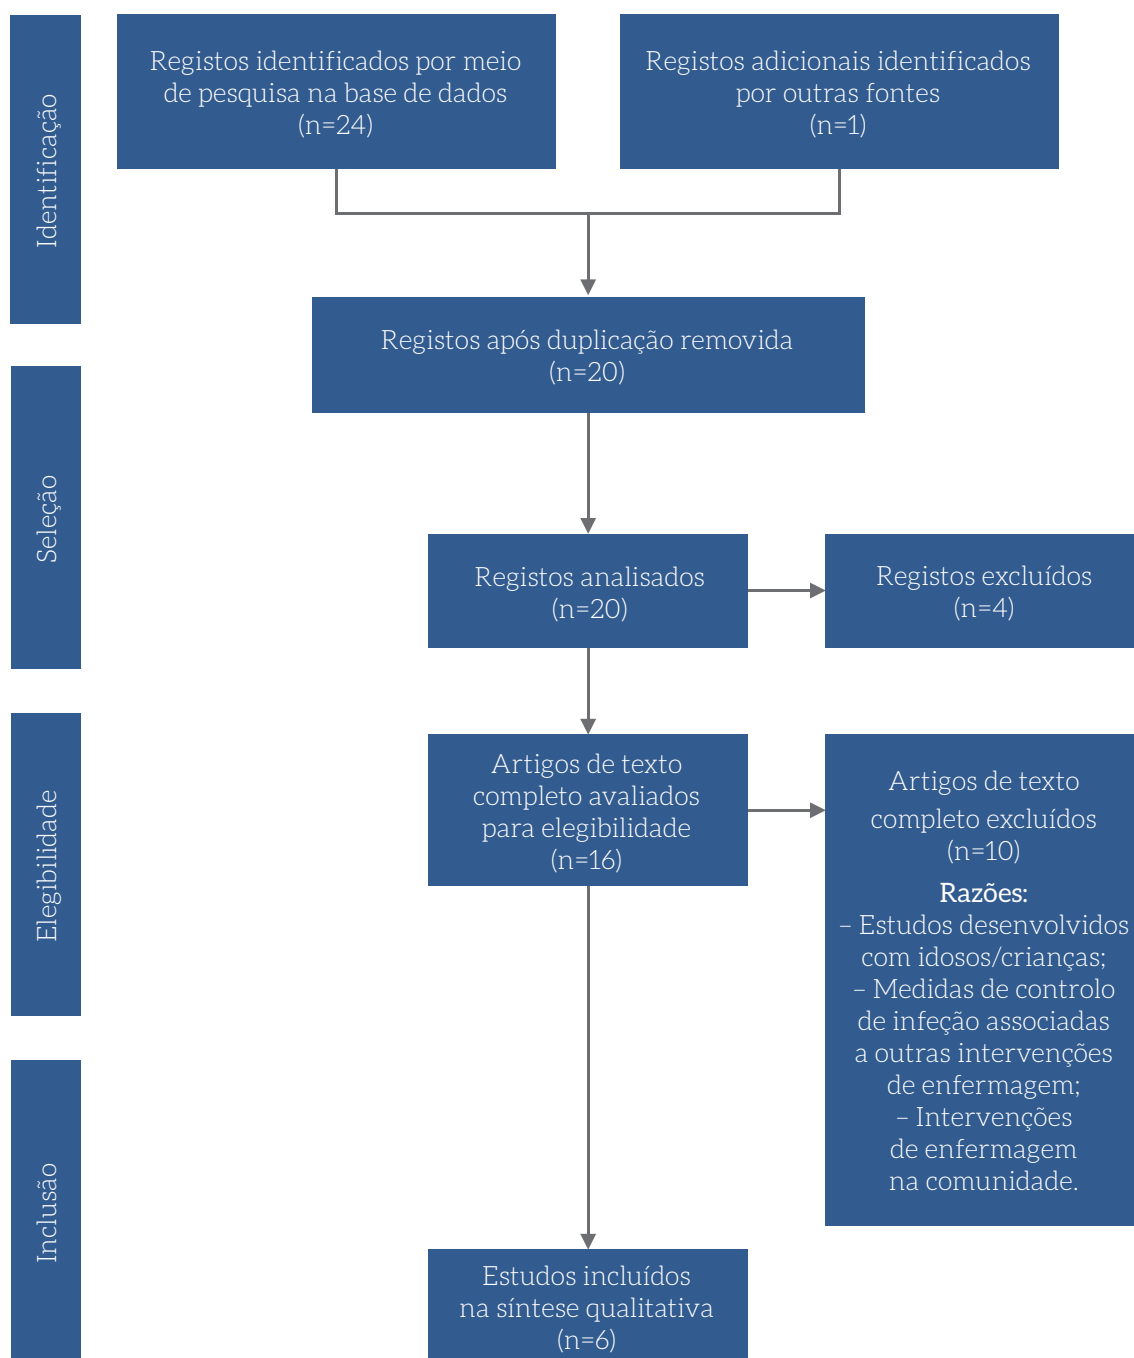 Identificação
Registos identificados por meio
de pesquisa na base de dados
(n=24)
Registos adicionais identificados
por outras fontes
(n=1)
Registos após duplicação removida
(n=20)
Seleção
Registos analisados
(n=20)
Registos excluídos
(n=4)
Elegibilidade
Artigos de texto
completo avaliados
para elegibilidade
(n=16)
Artigos de texto
completo excluídos
(n=10)
Razões:
– Estudos desenvolvidos
com idosos/crianças;
– Medidas de controlo
de infeção associadas
a outras intervenções
de enfermagem;
– Intervenções
de enfermagem
na comunidade.
Inclusão
Estudos incluídos
na síntese qualitativa
(n=6)